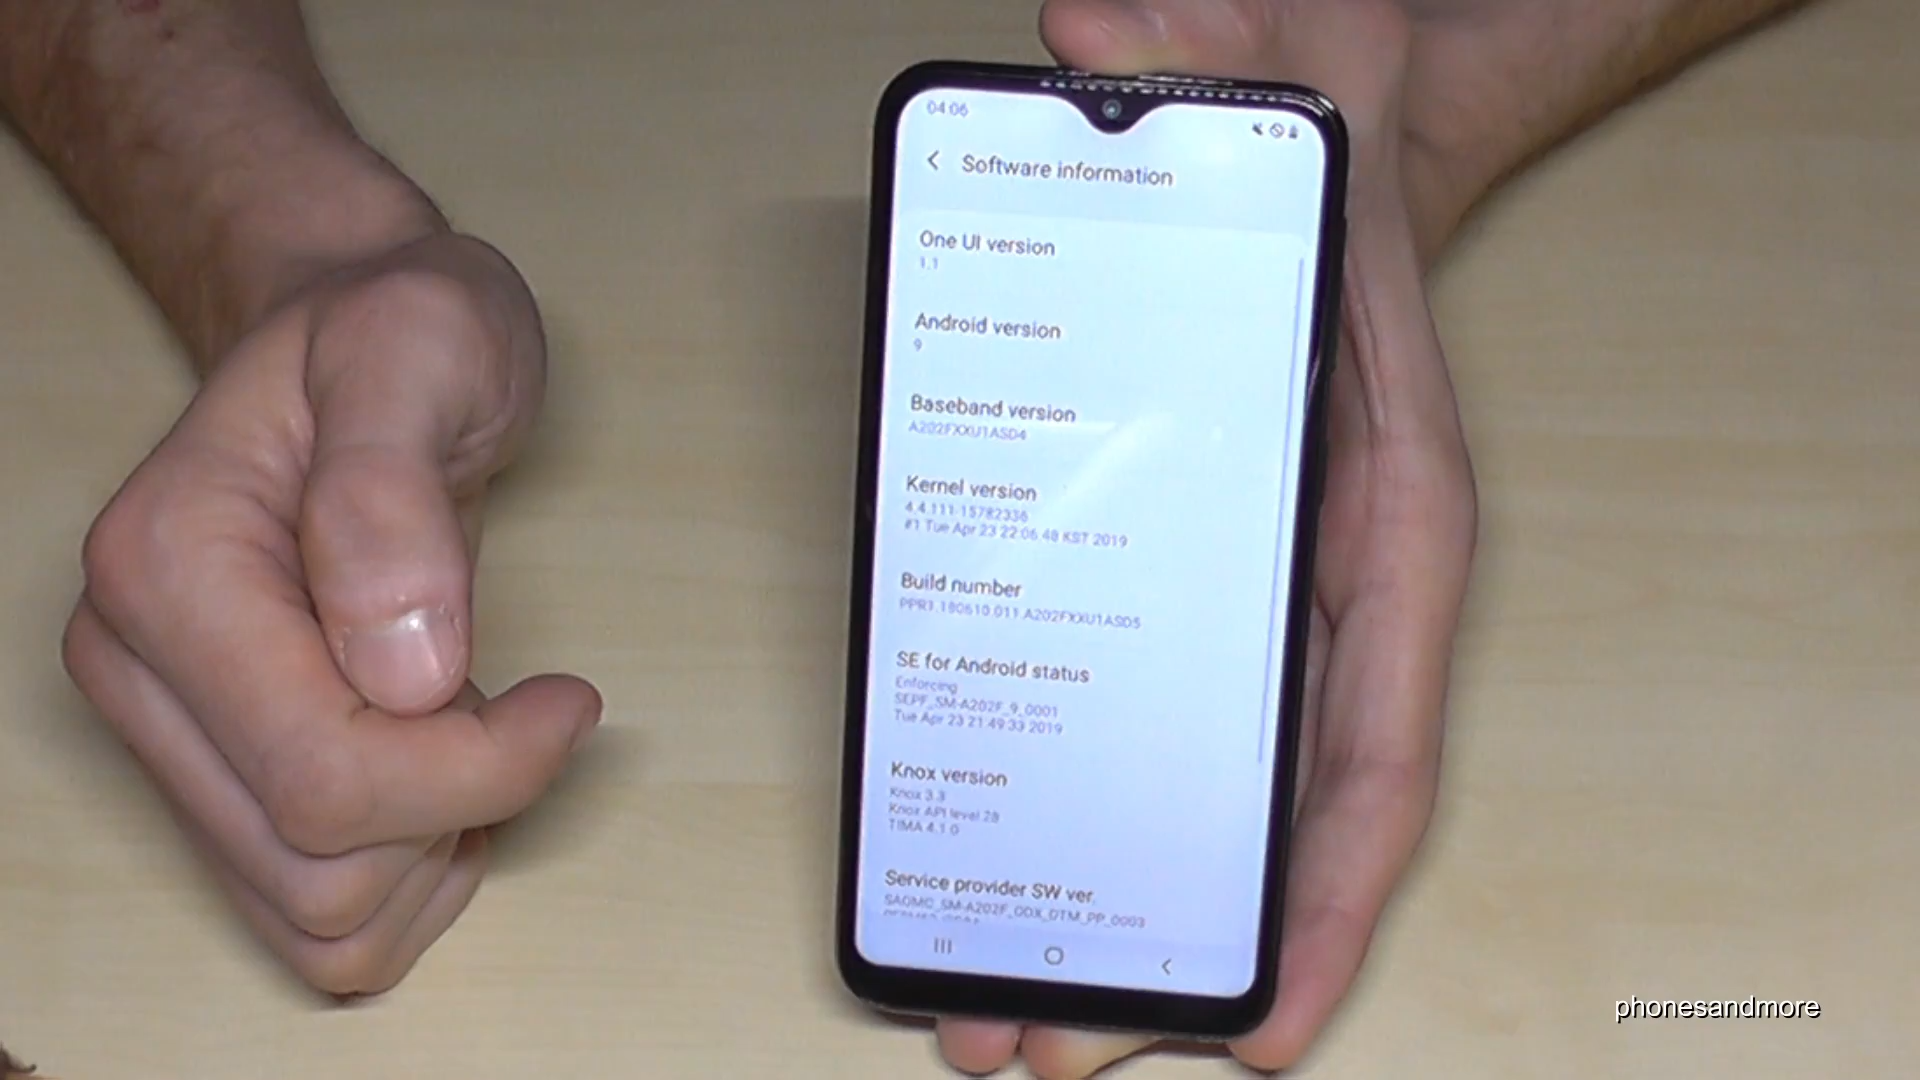 04:06
Software information
One UI version
1.1
Android version
9
Baseband version
A202FXXU1ASD4
Kernel version
4.4.111-15782336
#1 Tue Apr 23 22:06:48 KST 2019
Build number
PPR1.180610.011.A202FXXU1ASD5
SE for Android status
Enforcing
SEPF_SM-A202F_9_0001
Tue Apr 23 21:49:33 2019
Knox version
Knox 3.3
Knox API level 28
TIMA 4.1.0
Service provider SW ver.
SAOMC_SM-A202F_ODX_DTM_PP_0003
phonesandmore